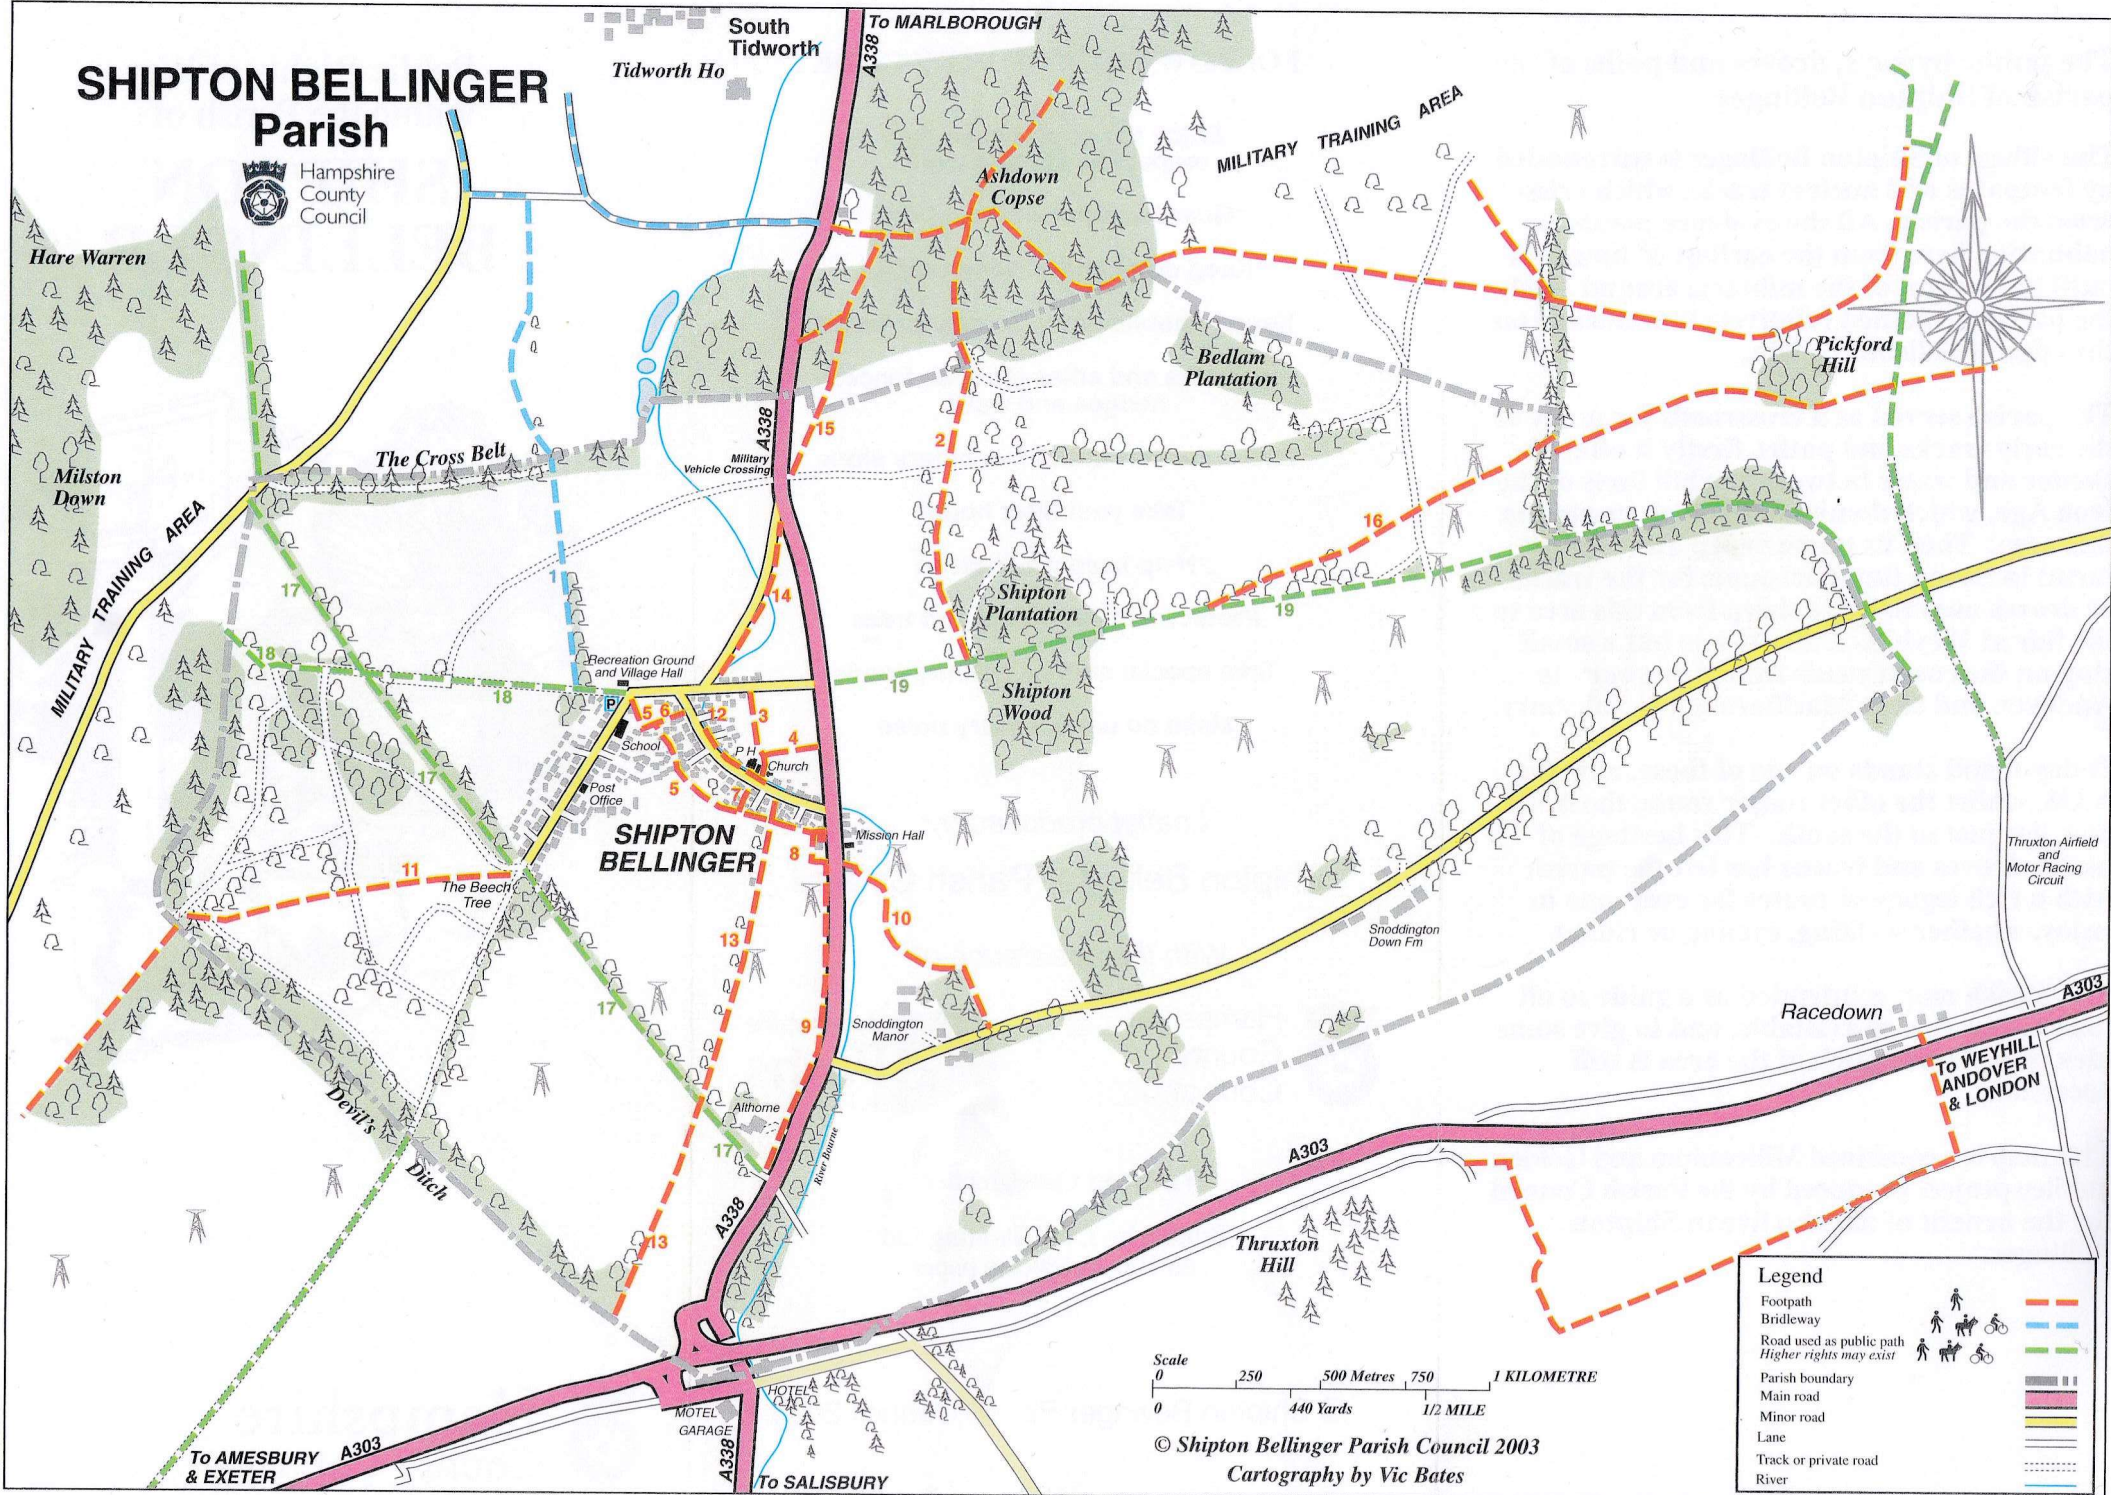 SHIPTON BELLINGER
Parish
Hampshire
County
Council
South
Tidworth
Tidworth Ho
To MARLBOROUGH
A338
Ashdown
Copse
MILITARY TRAINING AREA
Hare Warren
Bedlam
Plantation
Pickford
Hill
The Cross Belt
A338
Military
Vehicle Crossing
15
2
Milston
Down
MILITARY TRAINING AREA
16
17
1
14
Shipton
Plantation
19
18
18
Recreation Ground
and Village Hall
19
Shipton
Wood
P
5
6
12
3
School
4
P H
Church
17
5
7
Post
Office
SHIPTON
BELLINGER
Mission Hall
8
11
The Beech
Tree
10
13
Snoddington
Down Fm
Thruxton Airfield
and
Motor Racing
Circuit
17
9
Snoddington
Manor
Racedown
A303
To WEYHILL
ANDOVER
& LONDON
Devil's
Ditch
Althorne
17
River Bourne
A303
A338
13
Thruxton
Hill
HOTEL
MOTEL
GARAGE
A303
To AMESBURY
& EXETER
A338
To SALISBURY
Scale
0 250 500 Metres 750 1 KILOMETRE
0 440 Yards 1/2 MILE
© Shipton Bellinger Parish Council 2003
Cartography by Vic Bates
Legend
Footpath
Bridleway
Road used as public path
Higher rights may exist
Parish boundary
Main road
Minor road
Lane
Track or private road
River